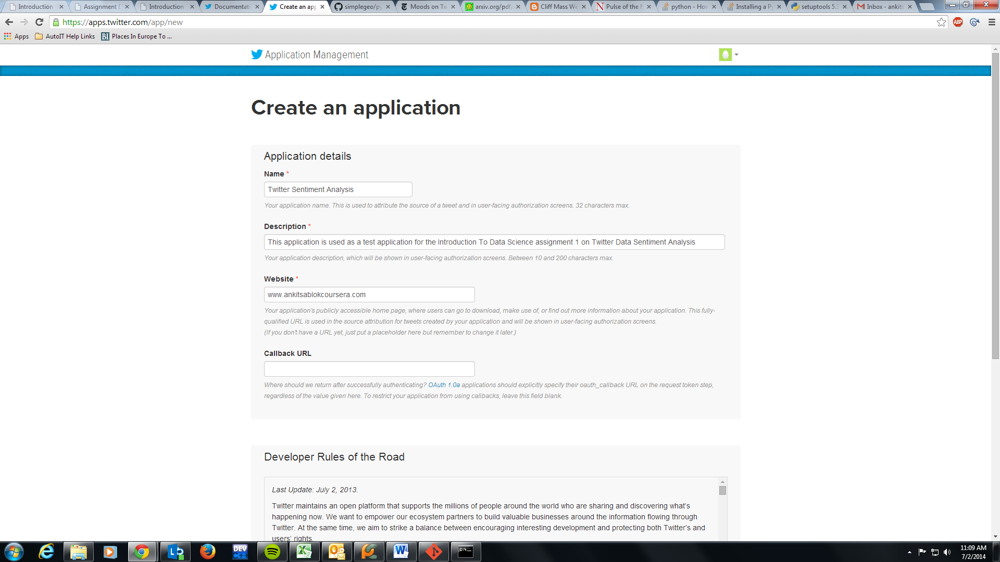 Introduction
Assignment D
Introduction
Documentati
Create an app
simplegeo/py
Moods on Tw
arxiv.org/pdf
Cliff Mass We
Pulse of the N
python - How
Installing a Py
setuptools 5.3
Inbox - ankits
https://apps.twitter.com/app/new
ABP
Apps
AutoIT Help Links
BI
Places In Europe To ...
Application Management
Create an application
Application details
Name *
Twitter Sentiment Analysis
Your application name. This is used to attribute the source of a tweet and in user-facing authorization screens. 32 characters max.
Description *
This application is used as a test application for the Introduction To Data Science assignment 1 on Twitter Data Sentiment Analysis
Your application description, which will be shown in user-facing authorization screens. Between 10 and 200 characters max.
Website *
www.ankitsablokcoursera.com
Your application's publicly accessible home page, where users can go to download, make use of, or find out more information about your application. This fully-
qualified URL is used in the source attribution for tweets created by your application and will be shown in user-facing authorization screens.
(If you don't have a URL yet, just put a placeholder here but remember to change it later.)
Callback URL
Where should we return after successfully authenticating? OAuth 1.0a applications should explicitly specify their oauth_callback URL on the request token step,
regardless of the value given here. To restrict your application from using callbacks, leave this field blank.
Developer Rules of the Road
Last Update: July 2, 2013.
Twitter maintains an open platform that supports the millions of people around the world who are sharing and discovering what's
happening now. We want to empower our ecosystem partners to build valuable businesses around the information flowing through
Twitter. At the same time, we aim to strike a balance between encouraging interesting development and protecting both Twitter's and
users' rights.
DEV
C:\
11:09 AM
7/2/2014